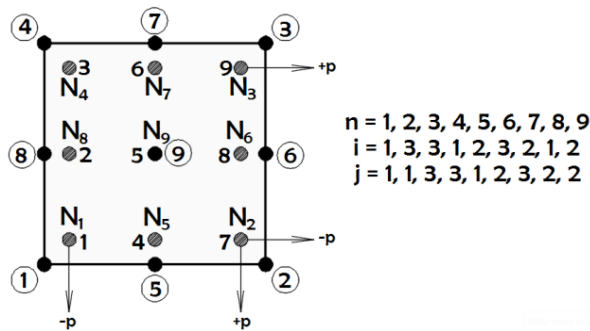 ④ ⑦ ③
3 6 9 +p
N₄ N₇ N₃
N₈ N₉ N₆
⑧ 2 5 ⑨ 8 ⑥
N₁ N₅ N₂
1 4 7 -p
① ⑤ ②
-p +p
n = 1, 2, 3, 4, 5, 6, 7, 8, 9
i = 1, 3, 3, 1, 2, 3, 2, 1, 2
j = 1, 1, 3, 3, 1, 2, 3, 2, 2